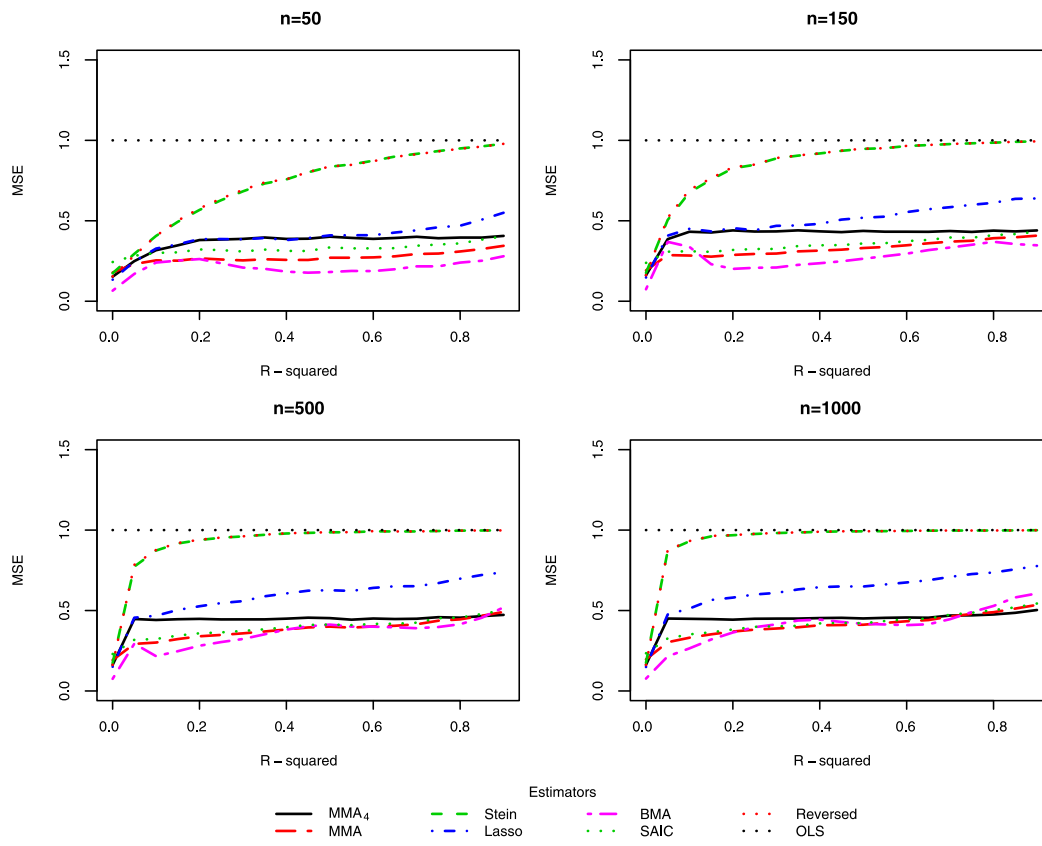 n=50
n=150
MSE
0.0 0.5 1.0 1.5
0.0 0.2 0.4 0.6 0.8
R − squared
MSE
0.0 0.5 1.0 1.5
0.0 0.2 0.4 0.6 0.8
R − squared
n=500
n=1000
MSE
0.0 0.5 1.0 1.5
0.0 0.2 0.4 0.6 0.8
R − squared
MSE
0.0 0.5 1.0 1.5
0.0 0.2 0.4 0.6 0.8
R − squared
Estimators
MMA₄ Stein BMA Reversed
MMA Lasso SAIC OLS